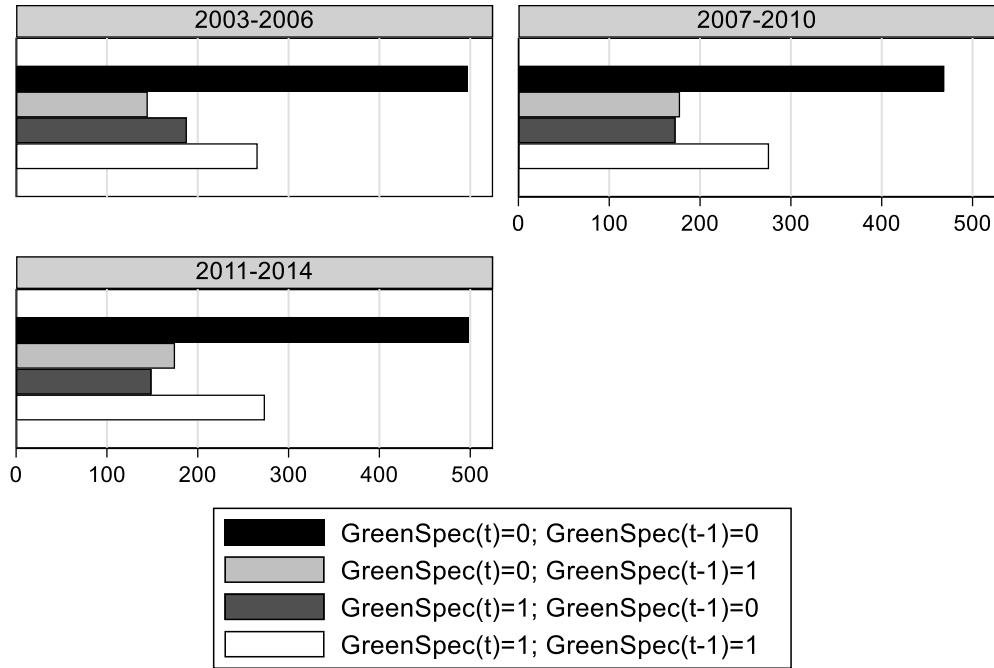 2003-2006
2007-2010
0 100 200 300 400 500
2011-2014
0 100 200 300 400 500
GreenSpec(t)=0; GreenSpec(t-1)=0
GreenSpec(t)=0; GreenSpec(t-1)=1
GreenSpec(t)=1; GreenSpec(t-1)=0
GreenSpec(t)=1; GreenSpec(t-1)=1